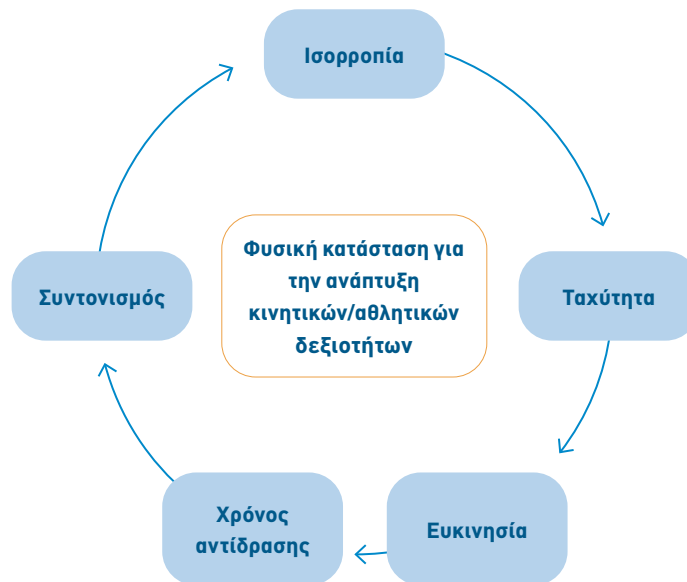 Ισορροπία
Φυσική κατάσταση για
την ανάπτυξη
κινητικών/αθλητικών
δεξιοτήτων
Συντονισμός
Ταχύτητα
Χρόνος
αντίδρασης
Ευκινησία